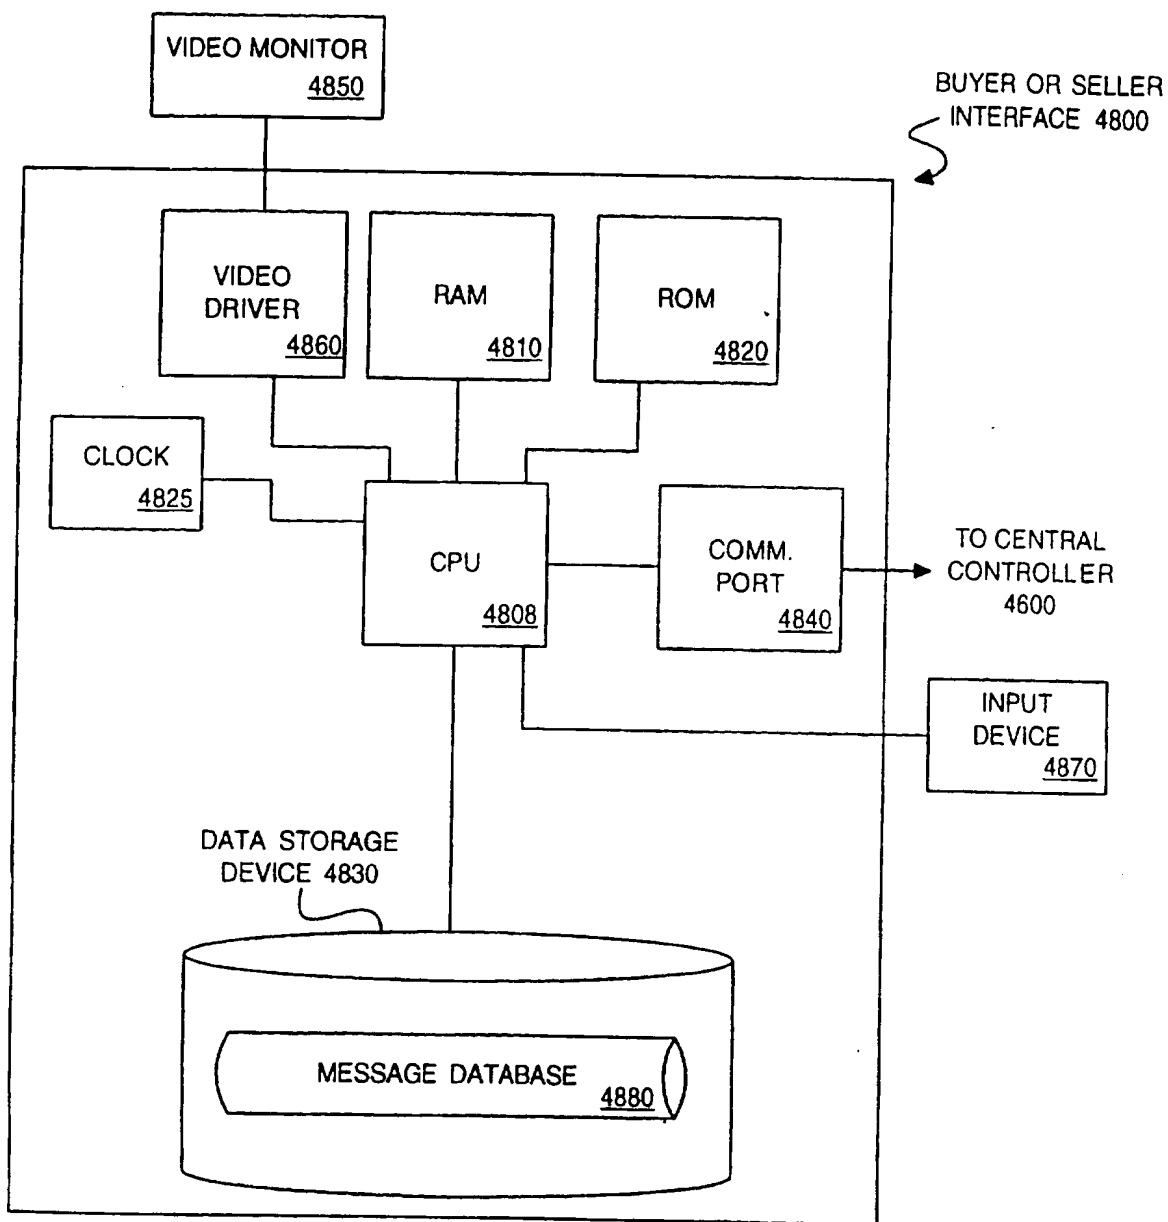 VIDEO MONITOR
4850
BUYER OR SELLER
INTERFACE 4800
VIDEO
DRIVER
4860
RAM
4810
ROM
4820
CLOCK
4825
CPU
4808
COMM.
PORT
4840
TO CENTRAL
CONTROLLER
4600
INPUT
DEVICE
4870
DATA STORAGE
DEVICE 4830
MESSAGE DATABASE
4880